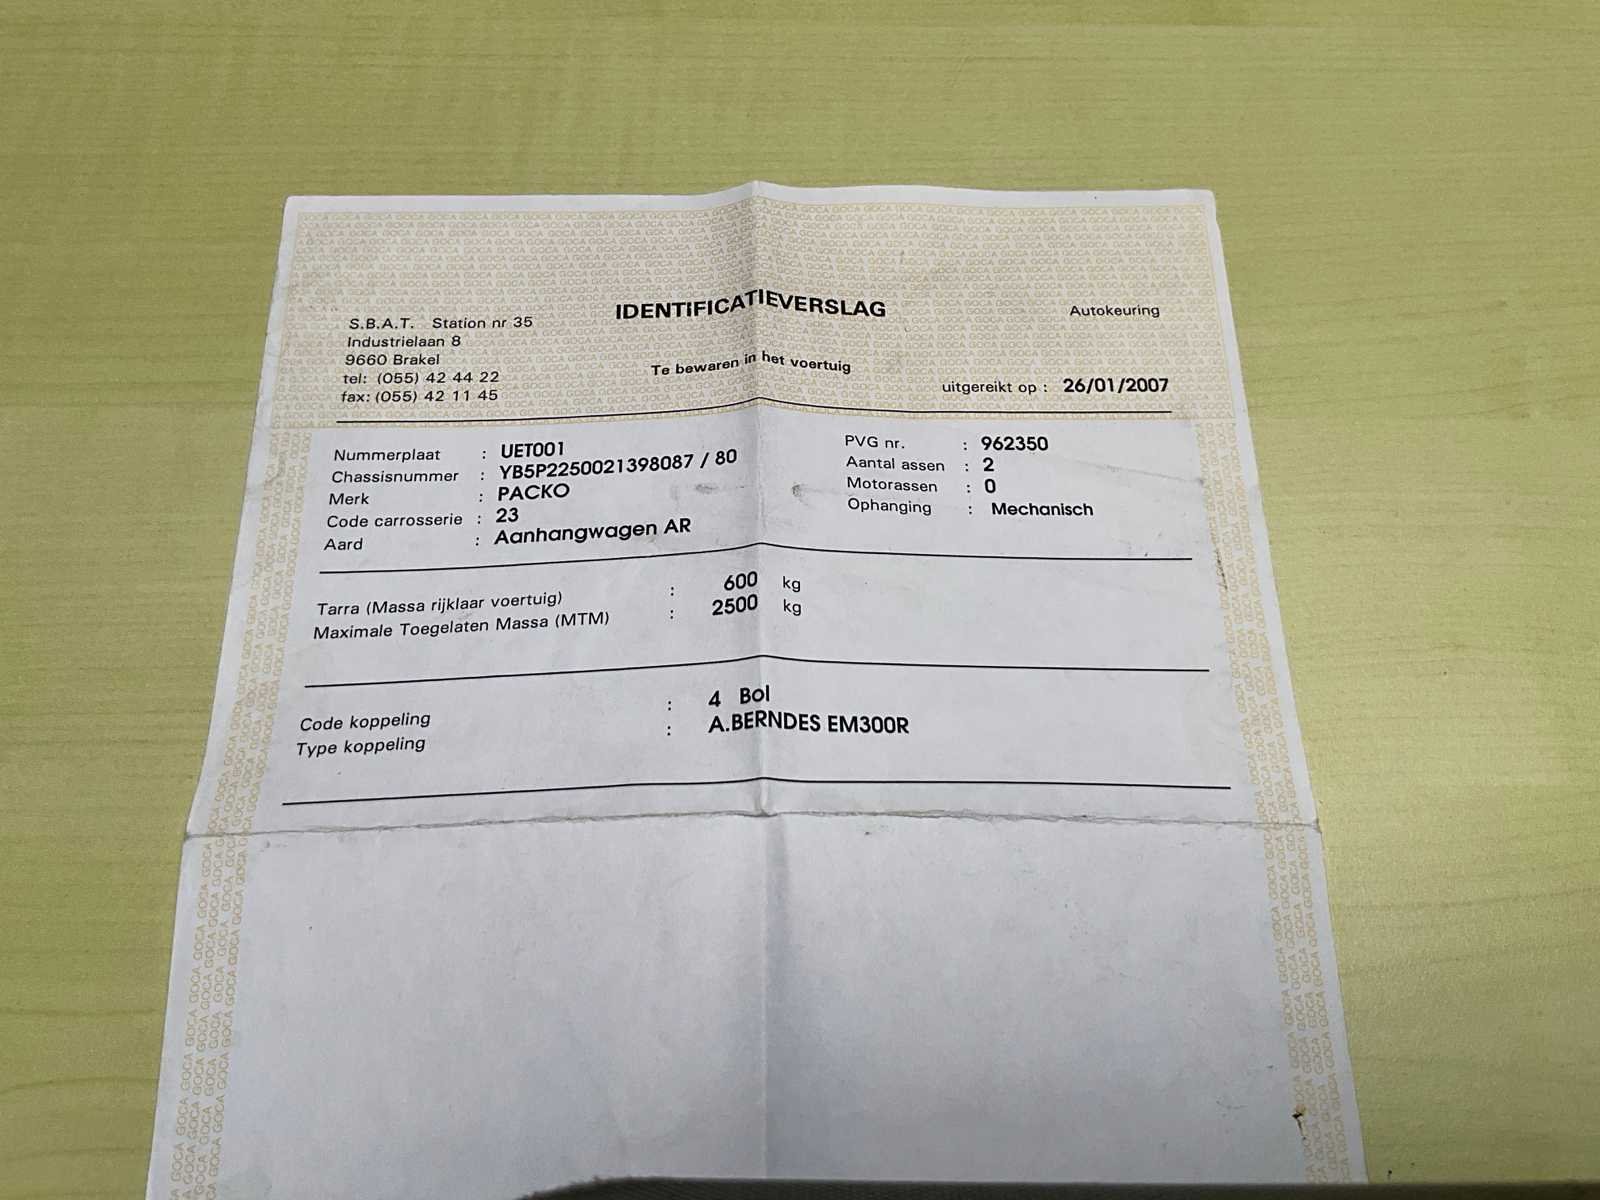 IDENTIFICATIEVERSLAG
Autokeuring
S.B.A.T. Station nr 35
Industrielaan 8
9660 Brakel
tel: (055) 42 44 22
fax: (055) 42 11 45
Te bewaren in het voertuig
uitgereikt op : 26/01/2007
Nummerplaat : UET001
Chassisnummer : YB5P2250021398087 / 80
Merk : PACKO
Code carrosserie : 23
Aard : Aanhangwagen AR
PVG nr. : 962350
Aantal assen : 2
Motorassen : 0
Ophanging : Mechanisch
Tarra (Massa rijklaar voertuig) : 600 kg
Maximale Toegelaten Massa (MTM) : 2500 kg
Code koppeling : 4 Bol
Type koppeling : A.BERNDES EM300R